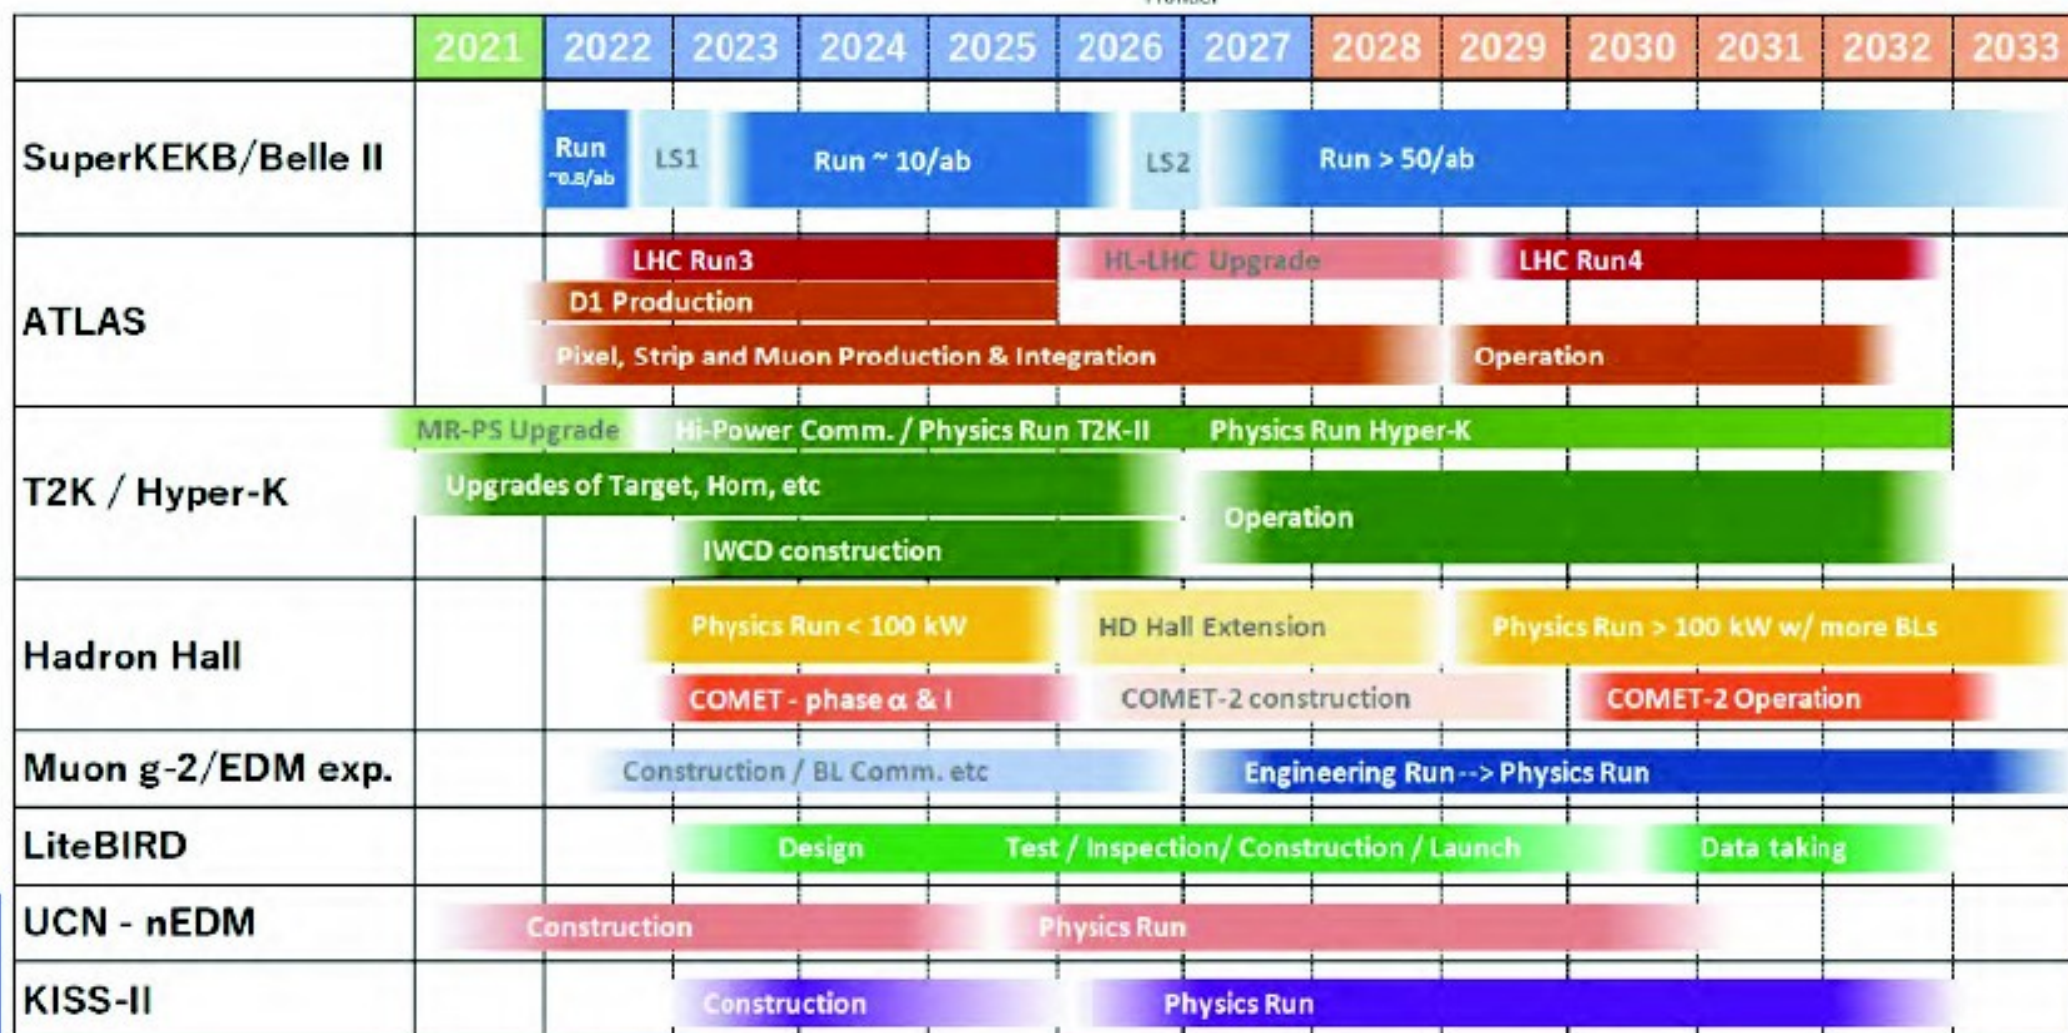 2021 2022 2023 2024 2025 2026 2027 2028 2029 2030 2031 2032 2033
SuperKEKB/Belle II
Run
~0.8/ab
LS1
Run ~ 10/ab
LS2
Run > 50/ab
ATLAS
LHC Run3
HL-LHC Upgrade
LHC Run4
D1 Production
Pixel, Strip and Muon Production & Integration
Operation
T2K / Hyper-K
MR-PS Upgrade
Hi-Power Comm. / Physics Run T2K-II
Physics Run Hyper-K
Upgrades of Target, Horn, etc
Operation
IWCD construction
Hadron Hall
Physics Run < 100 kW
HD Hall Extension
Physics Run > 100 kW w/ more BLs
COMET - phase α & I
COMET-2 construction
COMET-2 Operation
Muon g-2/EDM exp.
Construction / BL Comm. etc
Engineering Run--> Physics Run
LiteBIRD
Design
Test / Inspection/ Construction / Launch
Data taking
UCN - nEDM
Construction
Physics Run
KISS-II
Construction
Physics Run